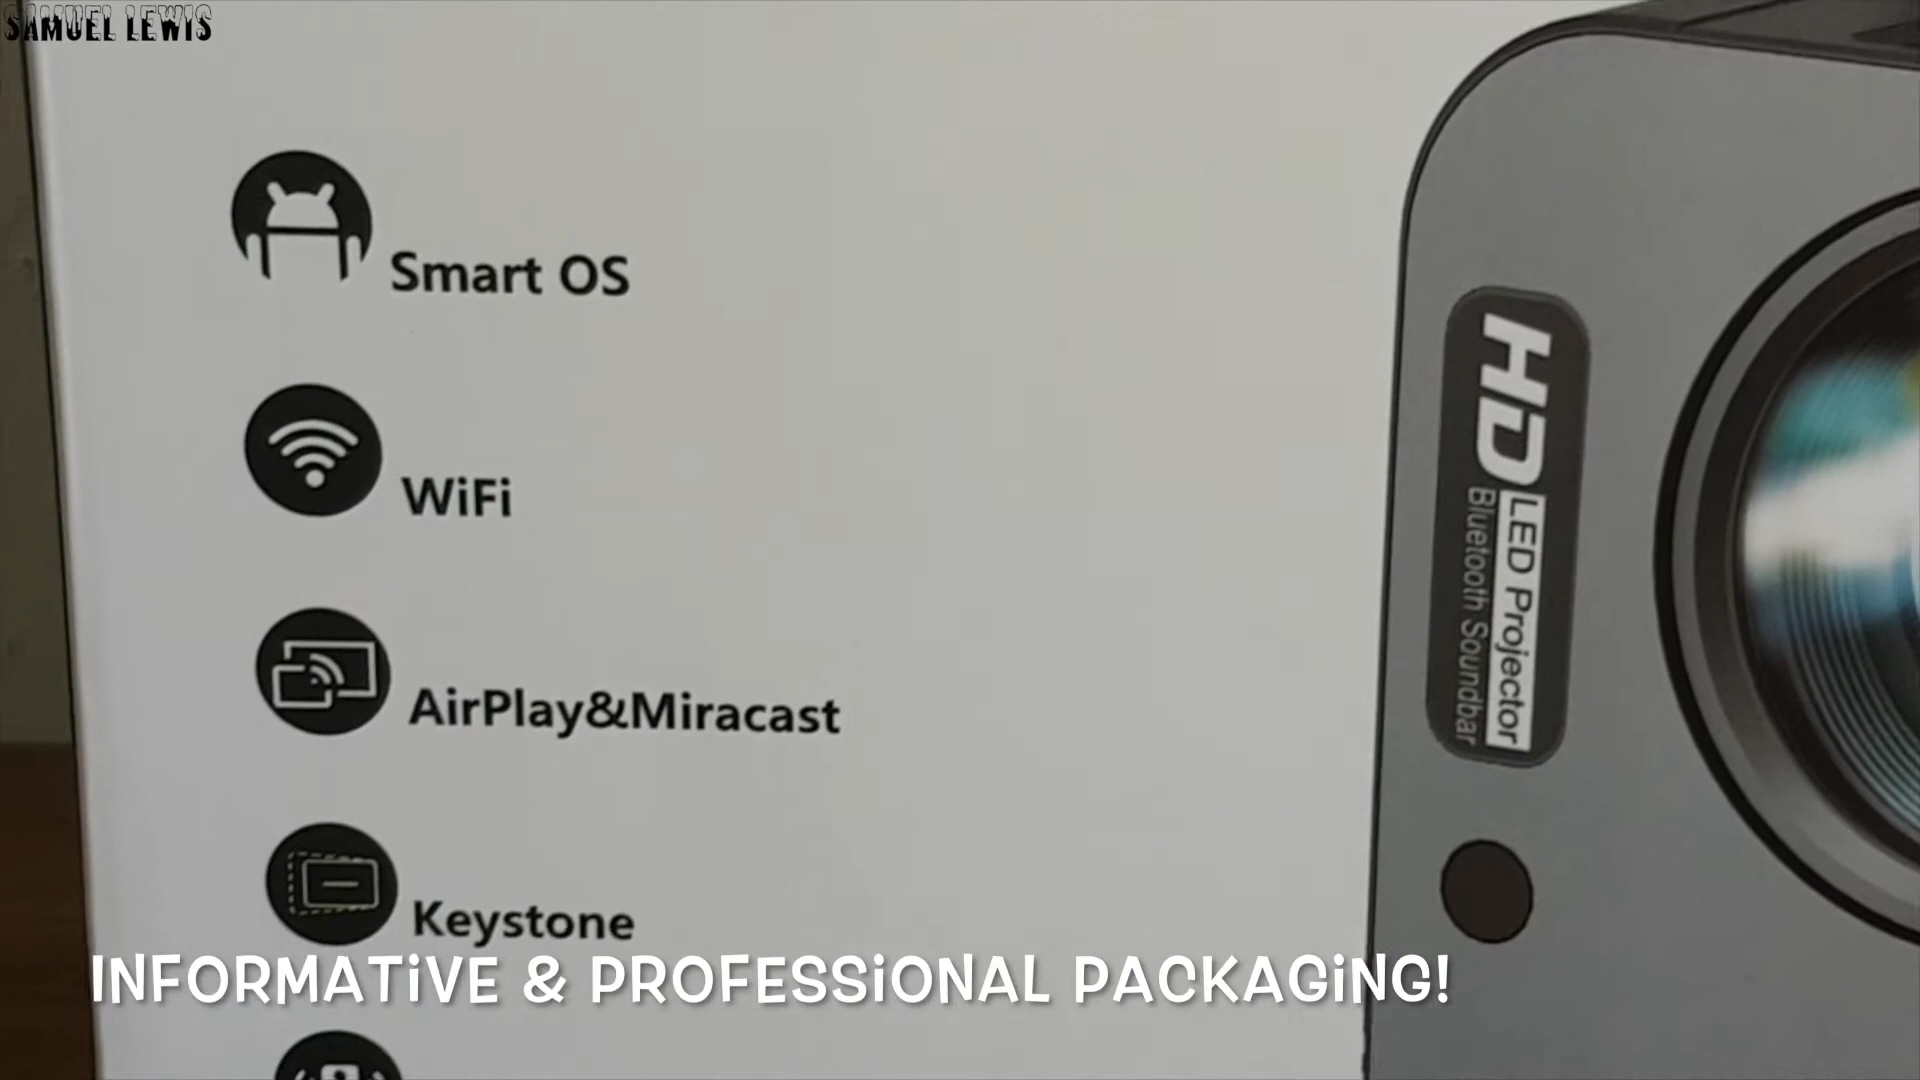 SAMUEL LEWIS
Smart OS
WiFi
AirPlay&Miracast
Keystone
HD
LED Projector
Bluetooth Soundbar
INFORMATiVE & PROFESSiONAL PACKAGiNG!